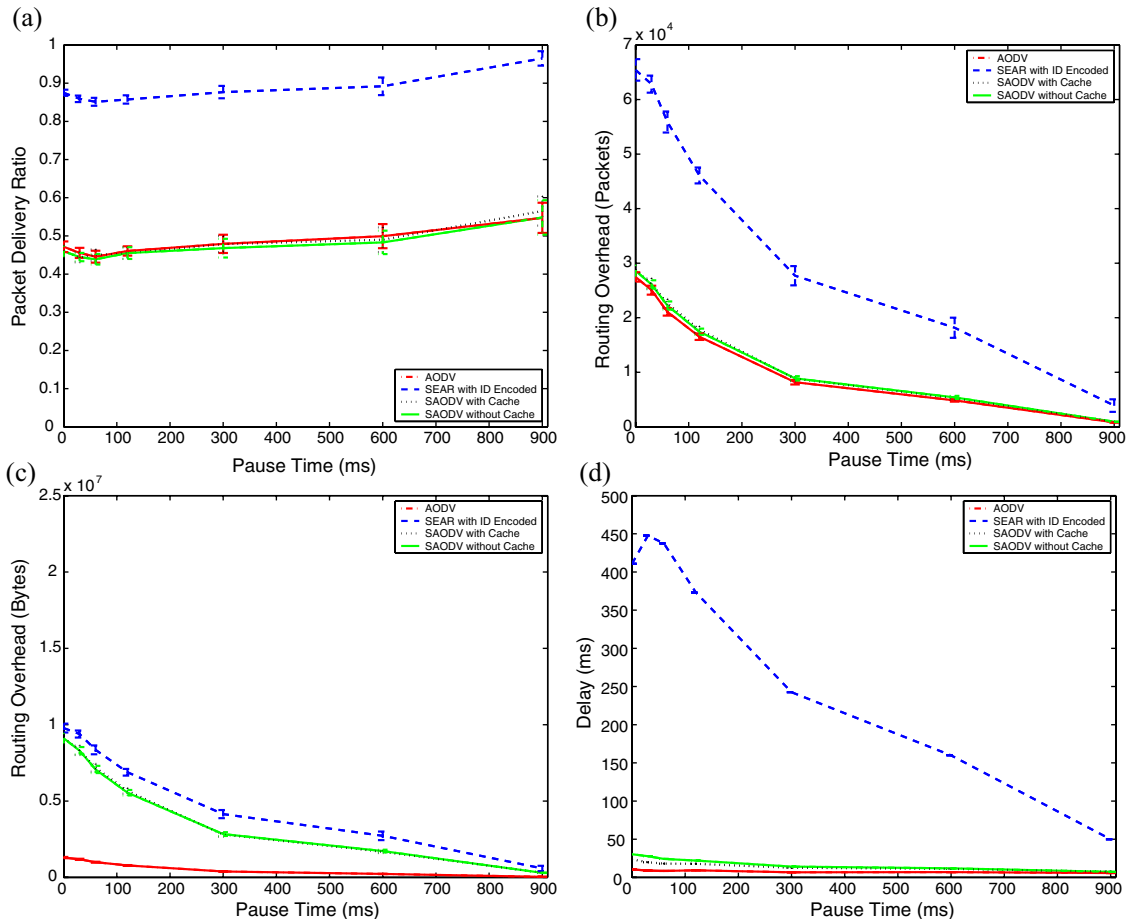 (a)
1
0.9
0.8
0.7
0.6
0.5
0.4
0.3
0.2
0.1
0
Packet Delivery Ratio
AODV
SEAR with ID Encoded
SAODV with Cache
SAODV without Cache
0 100 200 300 400 500 600 700 800 900
Pause Time (ms)
(b)
7 × 10⁴
6
5
4
3
2
1
0
Routing Overhead (Packets)
AODV
SEAR with ID Encoded
SAODV with Cache
SAODV without Cache
0 100 200 300 400 500 600 700 800 900
Pause Time (ms)
(c)
2.5 × 10⁷
2
1.5
1
0.5
0
Routing Overhead (Bytes)
AODV
SEAR with ID Encoded
SAODV with Cache
SAODV without Cache
0 100 200 300 400 500 600 700 800 900
Pause Time (ms)
(d)
500
450
400
350
300
250
200
150
100
50
0
Delay (ms)
AODV
SEAR with ID Encoded
SAODV with Cache
SAODV without Cache
0 100 200 300 400 500 600 700 800 900
Pause Time (ms)